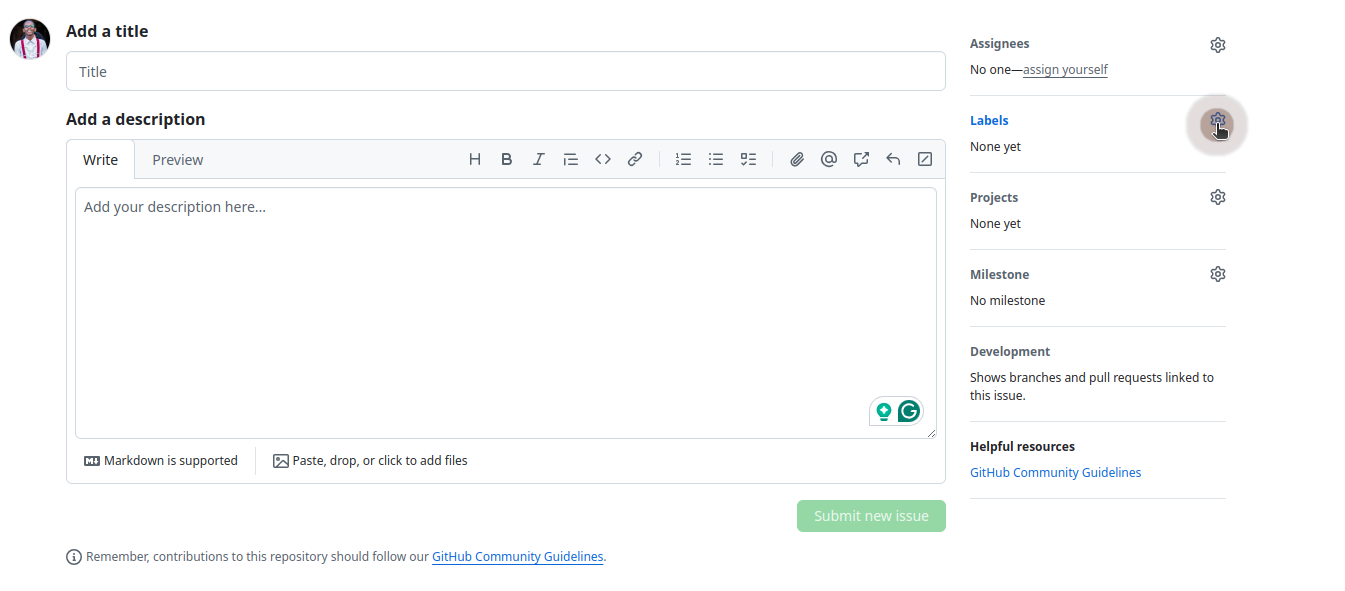 Add a title
Title
Add a description
Write
Preview
Add your description here...
Markdown is supported
Paste, drop, or click to add files
Submit new issue
Remember, contributions to this repository should follow our GitHub Community Guidelines.
Assignees
No one—assign yourself
Labels
None yet
Projects
None yet
Milestone
No milestone
Development
Shows branches and pull requests linked to
this issue.
Helpful resources
GitHub Community Guidelines